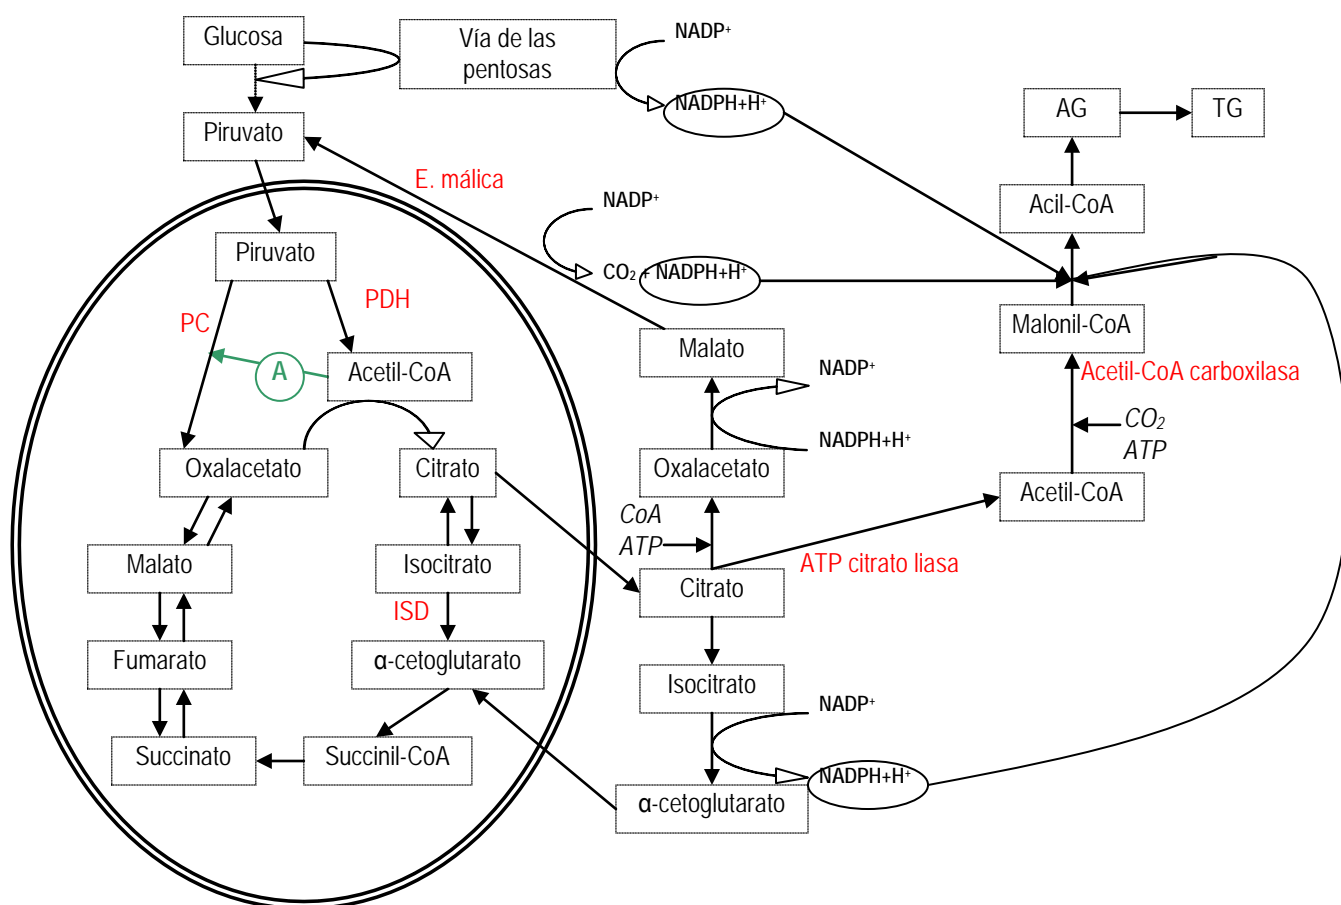 Glucosa
Vía de las
pentosas
NADP⁺
NADPH+H⁺
AG
TG
Piruvato
E. málica
NADP⁺
Acil-CoA
Piruvato
CO₂ + NADPH+H⁺
PDH
PC
Malonil-CoA
Malato
NADP⁺
A
Acetil-CoA
Acetil-CoA carboxilasa
CO₂
ATP
NADPH+H⁺
Oxalacetato
Citrato
Oxalacetato
Acetil-CoA
CoA
ATP
Malato
Isocitrato
ATP citrato liasa
Citrato
ISD
Fumarato
α-cetoglutarato
Isocitrato
NADP⁺
Succinato
Succinil-CoA
NADPH+H⁺
α-cetoglutarato